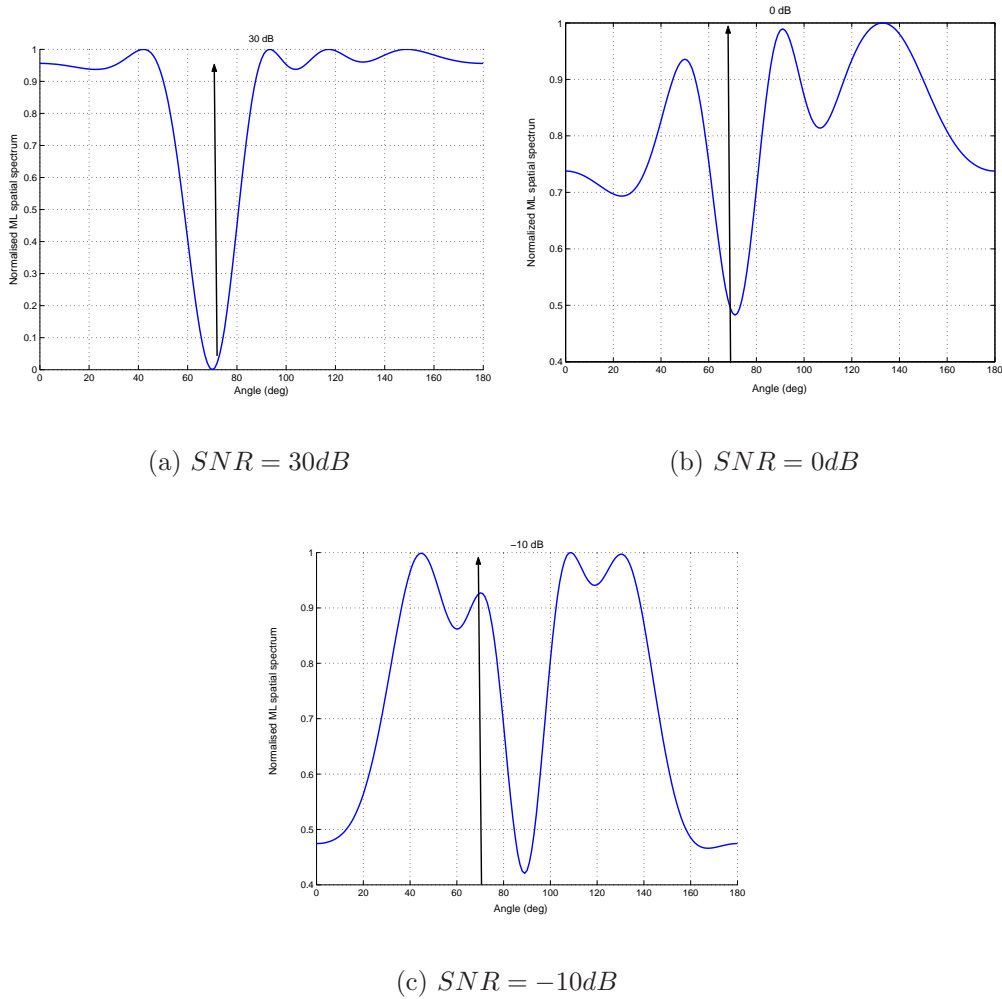 30 dB
Normalised ML spatial spectrum
1
0.9
0.8
0.7
0.6
0.5
0.4
0.3
0.2
0.1
0
0 20 40 60 80 100 120 140 160 180
Angle (deg)
(a) SNR = 30dB
0 dB
Normalized ML spatial spectrun
1
0.9
0.8
0.7
0.6
0.5
0.4
0 20 40 60 80 100 120 140 160 180
Angle (deg)
(b) SNR = 0dB
−10 dB
Normalised ML spatial spectrum
1
0.9
0.8
0.7
0.6
0.5
0.4
0 20 40 60 80 100 120 140 160 180
Angle (deg)
(c) SNR = −10dB